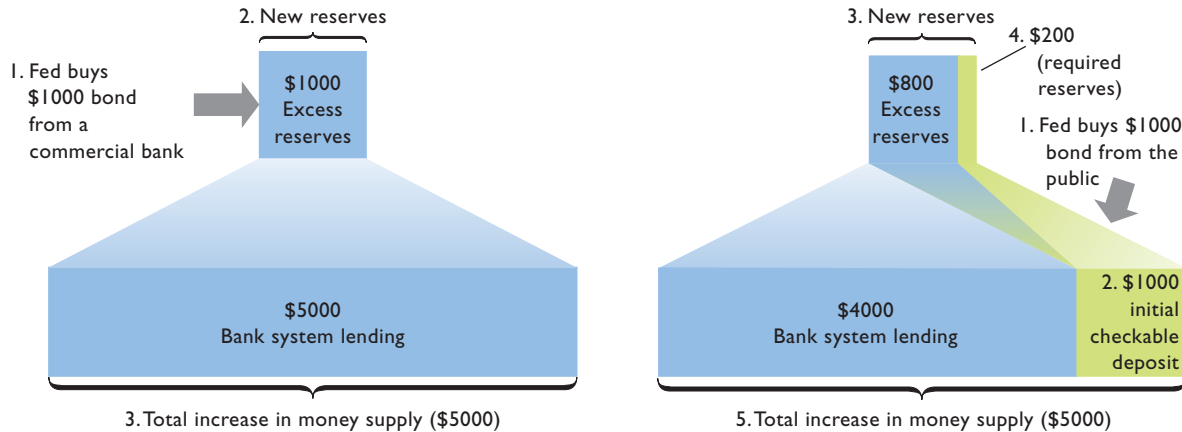 2. New reserves
1. Fed buys
$1000 bond
from a
commercial bank
$1000
Excess
reserves
$5000
Bank system lending
3. Total increase in money supply ($5000)
3. New reserves
4. $200
(required
reserves)
$800
Excess
reserves
1. Fed buys $1000
bond from the
public
$4000
Bank system lending
2. $1000
initial
checkable
deposit
5. Total increase in money supply ($5000)